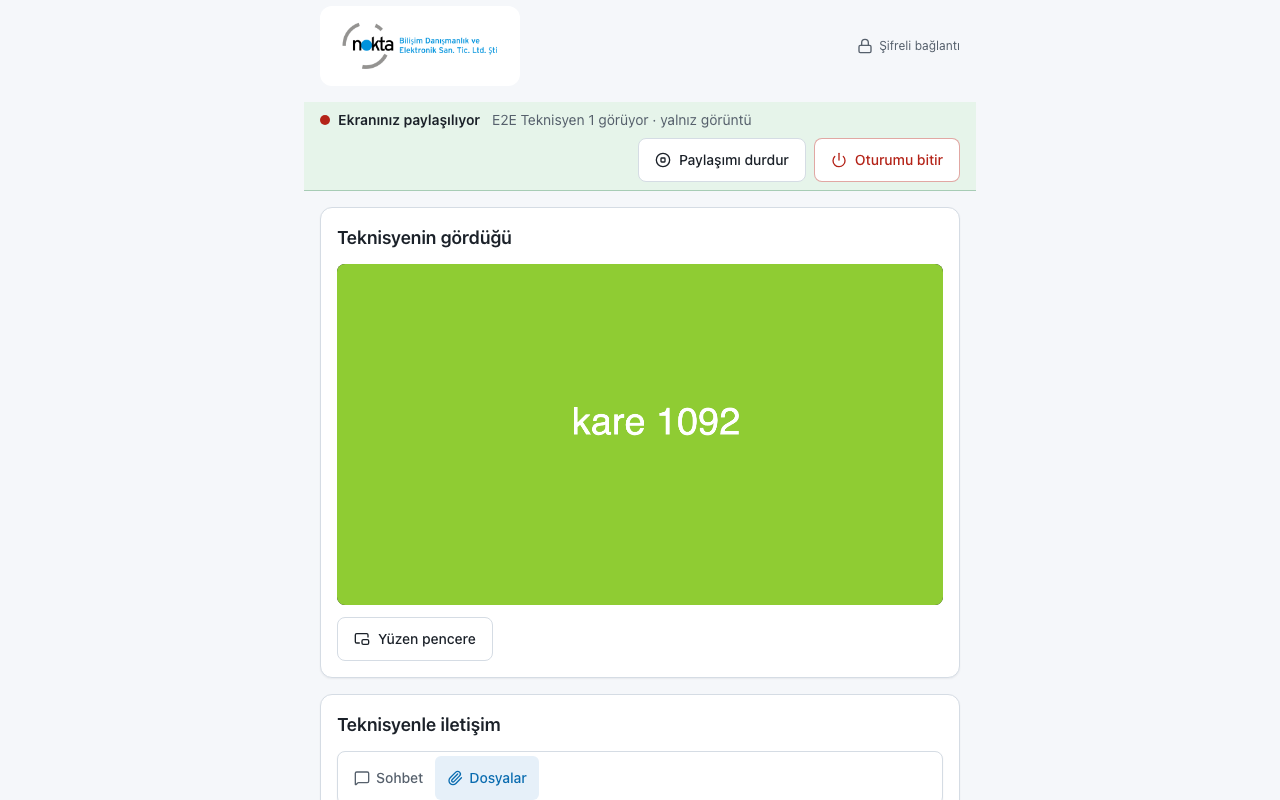 nokta Bilişim Danışmanlık ve
Elektronik San. Tic. Ltd. Şti
Şifreli bağlantı
Ekranınız paylaşılıyor E2E Teknisyen 1 görüyor · yalnız görüntü
Paylaşımı durdur Oturumu bitir
Teknisyenin gördüğü
kare 1092
Yüzen pencere
Teknisyenle iletişim
Sohbet Dosyalar